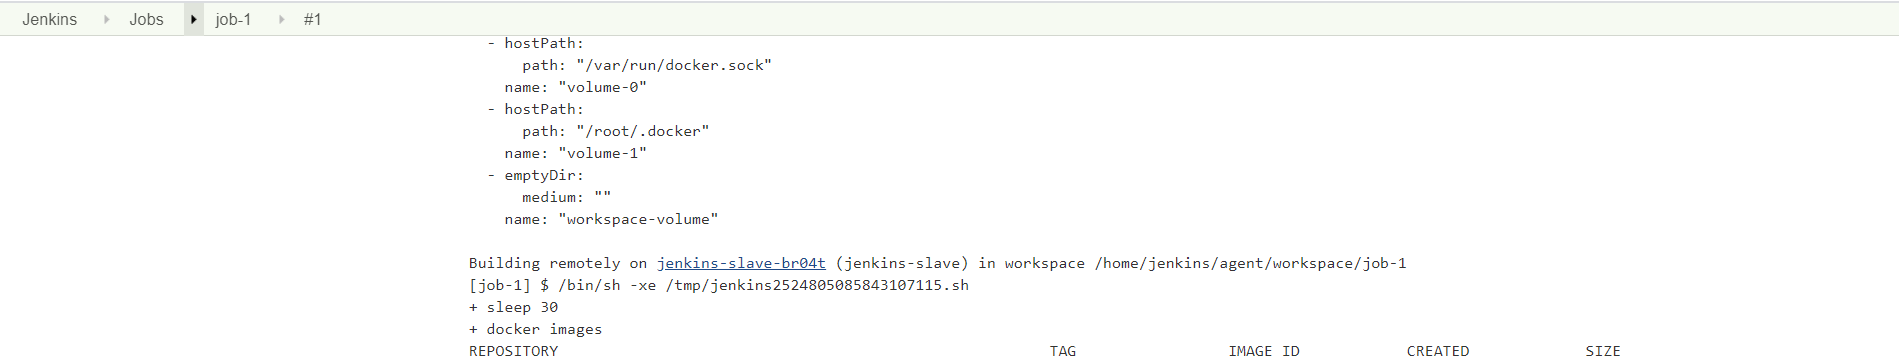 Jenkins Jobs job-1 #1
- hostPath:
path: "/var/run/docker.sock"
name: "volume-0"
- hostPath:
path: "/root/.docker"
name: "volume-1"
- emptyDir:
medium: ""
name: "workspace-volume"
Building remotely on jenkins-slave-br04t (jenkins-slave) in workspace /home/jenkins/agent/workspace/job-1
[job-1] $ /bin/sh -xe /tmp/jenkins2524805085843107115.sh
+ sleep 30
+ docker images
REPOSITORY TAG IMAGE ID CREATED SIZE